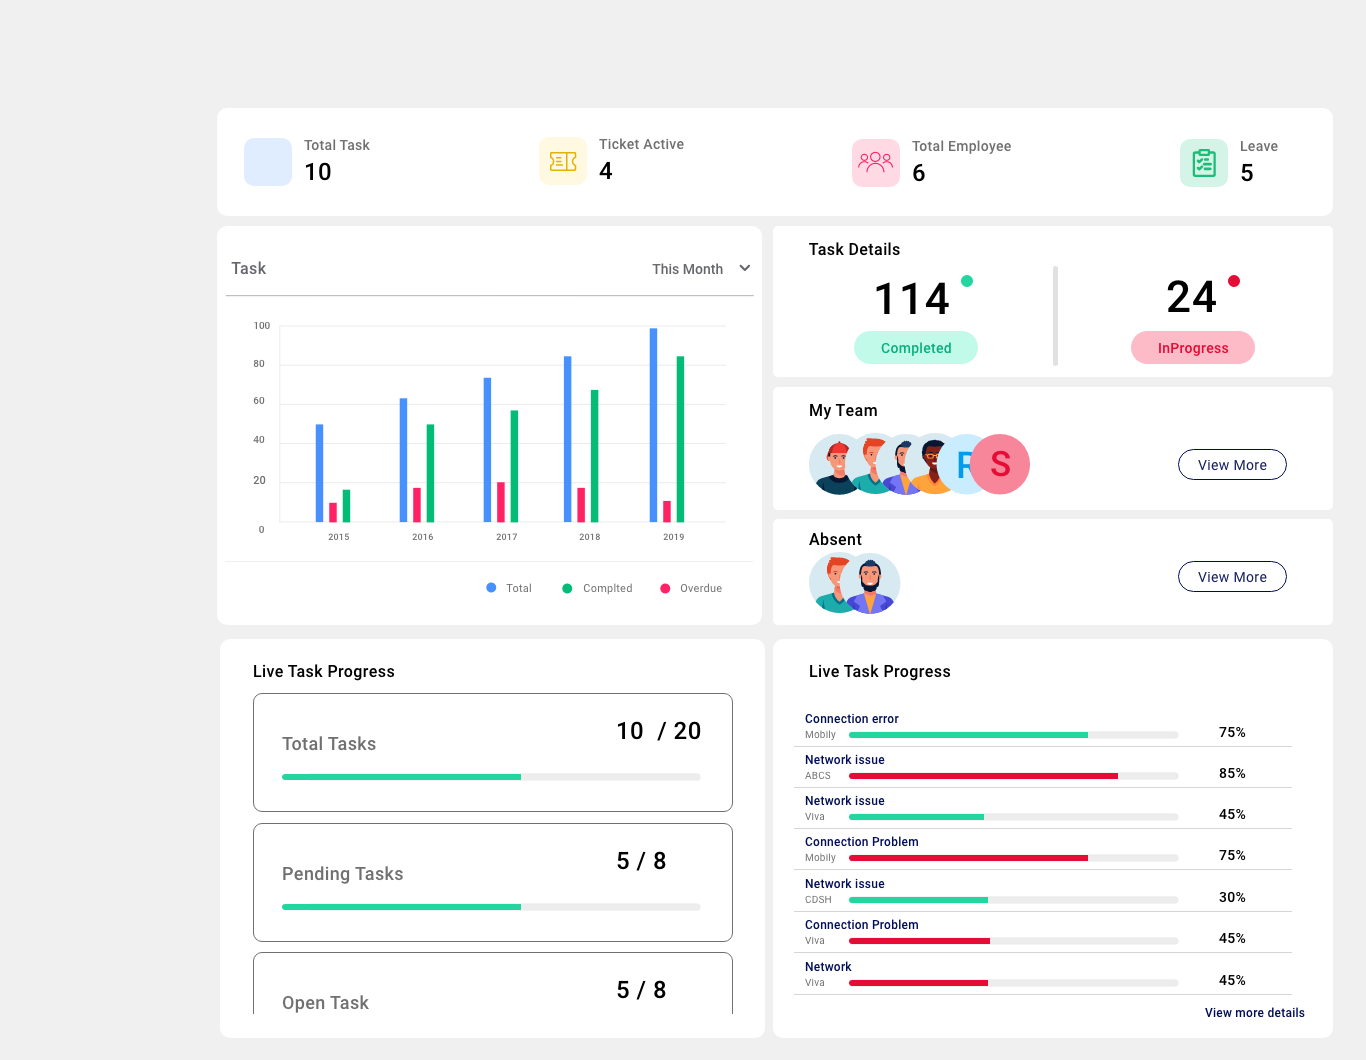 Total Task
10
Ticket Active
4
Total Employee
6
Leave
5
Task
This Month
100
80
60
40
20
0
2015 2016 2017 2018 2019
Total Complted Overdue
Task Details
114
Completed
24
InProgress
My Team
S
View More
Absent
View More
Live Task Progress
Total Tasks
10 / 20
Pending Tasks
5 / 8
Open Task
5 / 8
Live Task Progress
Connection error
Mobily 75%
Network issue
ABCS 85%
Network issue
Viva 45%
Connection Problem
Mobily 75%
Network issue
CDSH 30%
Connection Problem
Viva 45%
Network
Viva 45%
View more details